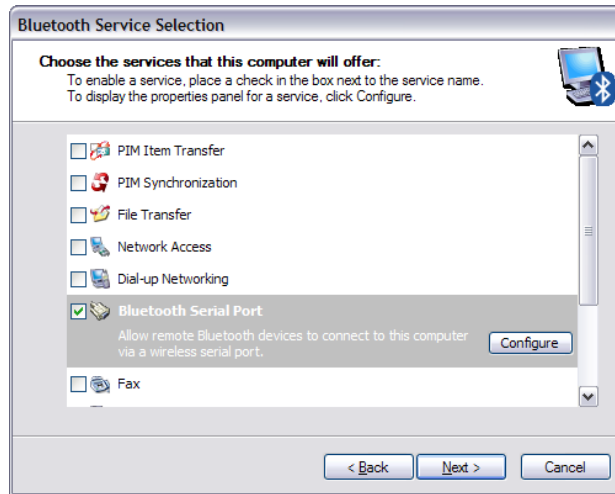 Bluetooth Service Selection
Choose the services that this computer will offer:
To enable a service, place a check in the box next to the service name.
To display the properties panel for a service, click Configure.
PIM Item Transfer
PIM Synchronization
File Transfer
Network Access
Dial-up Networking
Bluetooth Serial Port
Allow remote Bluetooth devices to connect to this computer
via a wireless serial port.
Configure
Fax
< Back
Next >
Cancel